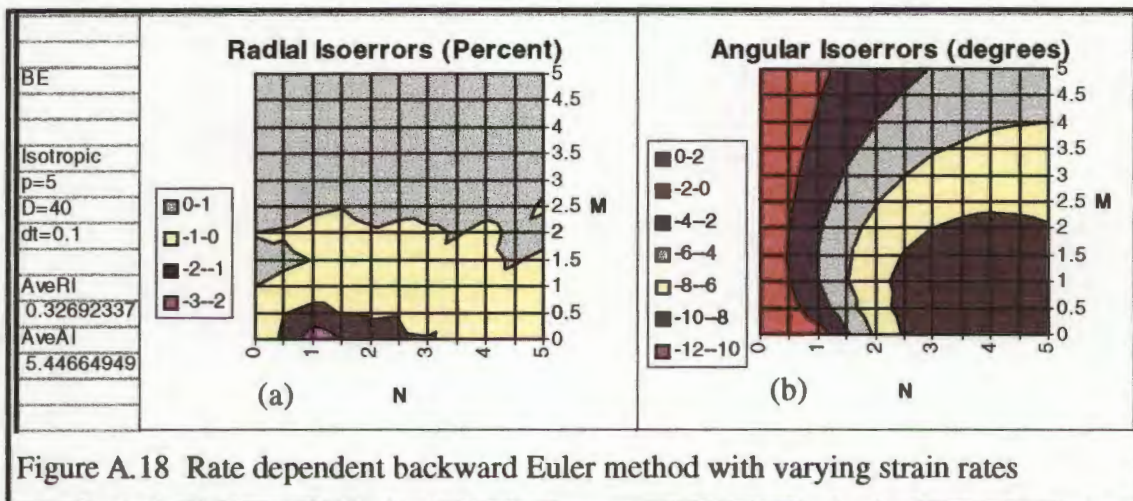 BE
Isotropic
p=5
D=40
dt=0.1
AveRI
0.32692337
AveAI
5.44664949
Radial Isoerrors (Percent)
0-1
-1-0
-2--1
-3--2
5
4.5
4
3.5
3
2.5
2
1.5
1
0.5
0
M
0 1 2 3 4 5
(a) N
Angular Isoerrors (degrees)
0-2
-2-0
-4--2
-6--4
-8--6
-10--8
-12--10
5
4.5
4
3.5
3
2.5
2
1.5
1
0.5
0
M
0 1 2 3 4 5
(b) N
Figure A.18 Rate dependent backward Euler method with varying strain rates